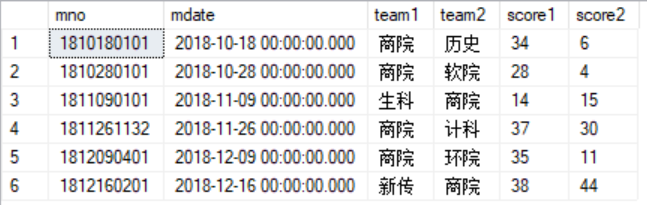 mno mdate team1 team2 score1 score2
1 1810180101 2018-10-18 00:00:00.000 商院 历史 34 6
2 1810280101 2018-10-28 00:00:00.000 商院 软院 28 4
3 1811090101 2018-11-09 00:00:00.000 生科 商院 14 15
4 1811261132 2018-11-26 00:00:00.000 商院 计科 37 30
5 1812090401 2018-12-09 00:00:00.000 商院 环院 35 11
6 1812160201 2018-12-16 00:00:00.000 新传 商院 38 44